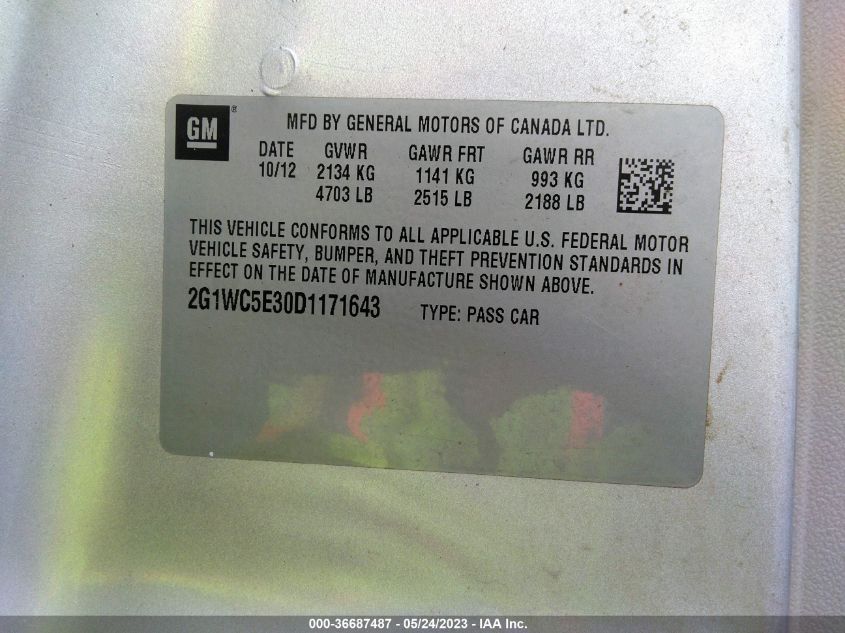 GM ®
MFD BY GENERAL MOTORS OF CANADA LTD.
DATE GVWR GAWR FRT GAWR RR
10/12 2134 KG 1141 KG 993 KG
4703 LB 2515 LB 2188 LB
THIS VEHICLE CONFORMS TO ALL APPLICABLE U.S. FEDERAL MOTOR
VEHICLE SAFETY, BUMPER, AND THEFT PREVENTION STANDARDS IN
EFFECT ON THE DATE OF MANUFACTURE SHOWN ABOVE.
2G1WC5E30D1171643 TYPE: PASS CAR
000-36687487 - 05/24/2023 - IAA Inc.